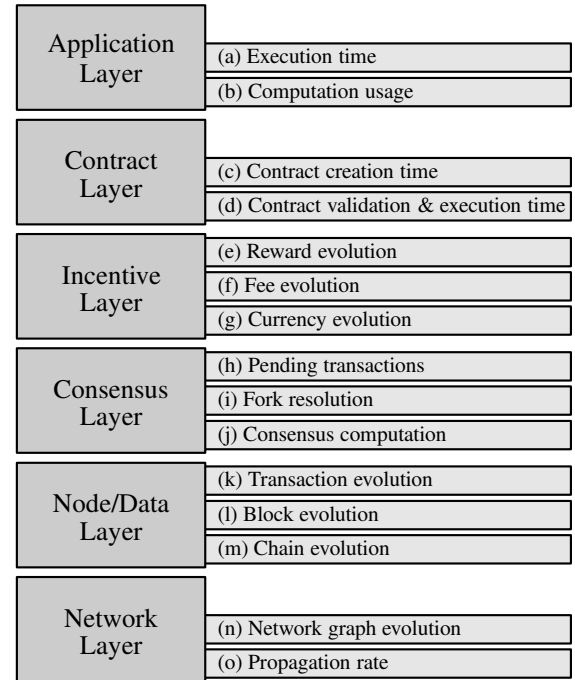 Application
Layer
(a) Execution time
(b) Computation usage
Contract
Layer
(c) Contract creation time
(d) Contract validation & execution time
Incentive
Layer
(e) Reward evolution
(f) Fee evolution
(g) Currency evolution
Consensus
Layer
(h) Pending transactions
(i) Fork resolution
(j) Consensus computation
Node/Data
Layer
(k) Transaction evolution
(l) Block evolution
(m) Chain evolution
Network
Layer
(n) Network graph evolution
(o) Propagation rate